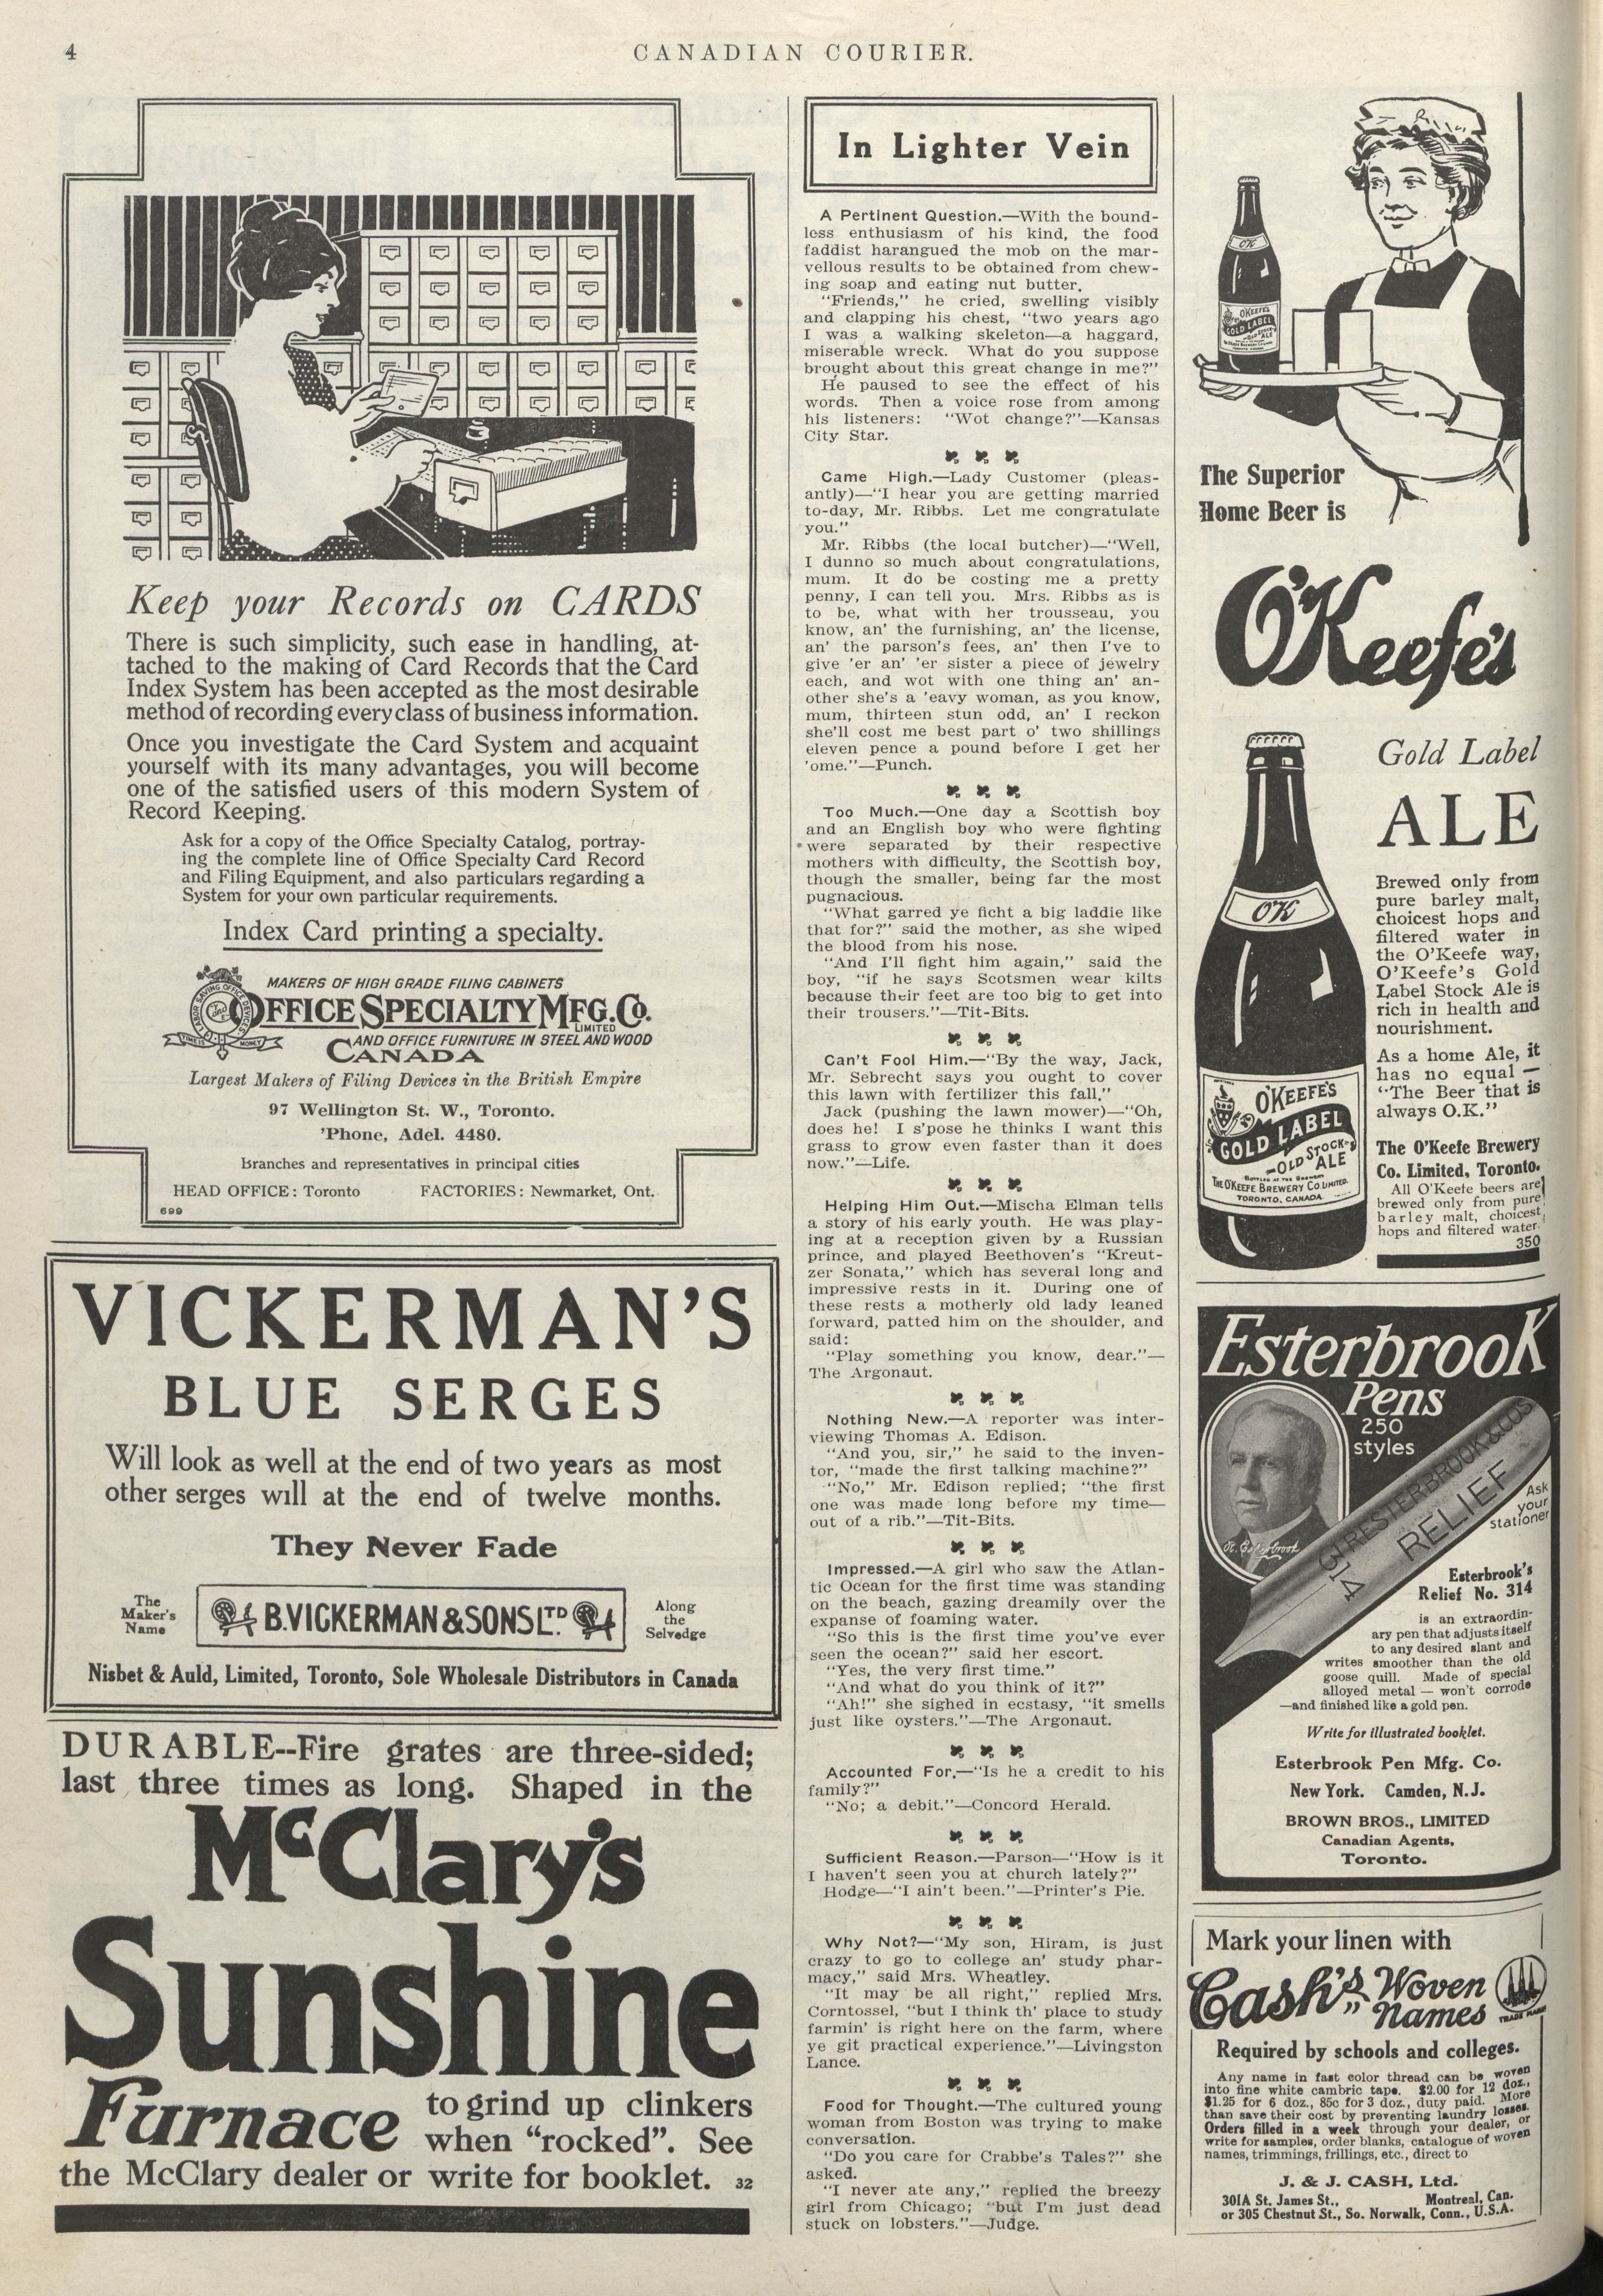 4
CANADIAN COURIER.
Keep your Records on CARDS
There is such simplicity, such ease in handling, at-
tached to the making of Card Records that the Card
Index System has been accepted as the most desirable
method of recording every class of business information.
Once you investigate the Card System and acquaint
yourself with its many advantages, you will become
one of the satisfied users of this modern System of
Record Keeping.
Ask for a copy of the Office Specialty Catalog, portray-
ing the complete line of Office Specialty Card Record
and Filing Equipment, and also particulars regarding a
System for your own particular requirements.
Index Card printing a specialty.
MAKERS OF HIGH GRADE FILING CABINETS
OFFICE SPECIALTY MFG. CO.
LIMITED
AND OFFICE FURNITURE IN STEEL AND WOOD
CANADA
LABOR SAVING OFFICE DEVICES
TIME IS MONEY
Largest Makers of Filing Devices in the British Empire
97 Wellington St. W., Toronto.
'Phone, Adel. 4480.
Branches and representatives in principal cities
HEAD OFFICE: Toronto FACTORIES: Newmarket, Ont.
699
VICKERMAN'S
BLUE SERGES
Will look as well at the end of two years as most
other serges will at the end of twelve months.
They Never Fade
The
Maker's
Name
B. VICKERMAN & SONS LTD.
Along
the
Selvedge
Nisbet & Auld, Limited, Toronto, Sole Wholesale Distributors in Canada
DURABLE--Fire grates are three-sided;
last three times as long. Shaped in the
McClary's
Sunshine
Furnace
to grind up clinkers
when "rocked". See
the McClary dealer or write for booklet. 32
In Lighter Vein
A Pertinent Question.—With the bound-
less enthusiasm of his kind, the food
faddist harangued the mob on the mar-
vellous results to be obtained from chew-
ing soap and eating nut butter.
"Friends," he cried, swelling visibly
and clapping his chest, "two years ago
I was a walking skeleton—a haggard,
miserable wreck. What do you suppose
brought about this great change in me?"
He paused to see the effect of his
words. Then a voice rose from among
his listeners: "Wot change?"—Kansas
City Star.
Came High.—Lady Customer (pleas-
antly)—"I hear you are getting married
to-day, Mr. Ribbs. Let me congratulate
you."
Mr. Ribbs (the local butcher)—"Well,
I dunno so much about congratulations,
mum. It do be costing me a pretty
penny, I can tell you. Mrs. Ribbs as is
to be, what with her trousseau, you
know, an' the furnishing, an' the license,
an' the parson's fees, an' then I've to
give 'er an' 'er sister a piece of jewelry
each, and wot with one thing an' an-
other she's a 'eavy woman, as you know,
mum, thirteen stun odd, an' I reckon
she'll cost me best part o' two shillings
eleven pence a pound before I get her
'ome."—Punch.
Too Much.—One day a Scottish boy
and an English boy who were fighting
were separated by their respective
mothers with difficulty, the Scottish boy,
though the smaller, being far the most
pugnacious.
"What garred ye ficht a big laddie like
that for?" said the mother, as she wiped
the blood from his nose.
"And I'll fight him again," said the
boy, "if he says Scotsmen wear kilts
because their feet are too big to get into
their trousers."—Tit-Bits.
Can't Fool Him.—"By the way, Jack,
Mr. Sebrecht says you ought to cover
this lawn with fertilizer this fall."
Jack (pushing the lawn mower)—"Oh,
does he! I s'pose he thinks I want this
grass to grow even faster than it does
now."—Life.
Helping Him Out.—Mischa Elman tells
a story of his early youth. He was play-
ing at a reception given by a Russian
prince, and played Beethoven's "Kreut-
zer Sonata," which has several long and
impressive rests in it. During one of
these rests a motherly old lady leaned
forward, patted him on the shoulder, and
said:
"Play something you know, dear."—
The Argonaut.
Nothing New.—A reporter was inter-
viewing Thomas A. Edison.
"And you, sir," he said to the inven-
tor, "made the first talking machine?"
"No," Mr. Edison replied; "the first
one was made long before my time—
out of a rib."—Tit-Bits.
Impressed.—A girl who saw the Atlan-
tic Ocean for the first time was standing
on the beach, gazing dreamily over the
expanse of foaming water.
"So this is the first time you've ever
seen the ocean?" said her escort.
"Yes, the very first time."
"And what do you think of it?"
"Ah!" she sighed in ecstasy, "it smells
just like oysters."—The Argonaut.
Accounted For.—"Is he a credit to his
family?"
"No; a debit."—Concord Herald.
Sufficient Reason.—Parson—"How is it
I haven't seen you at church lately?"
Hodge—"I ain't been."—Printer's Pie.
Why Not?—"My son, Hiram, is just
crazy to go to college an' study phar-
macy," said Mrs. Wheatley.
"It may be all right," replied Mrs.
Corntossel, "but I think th' place to study
farmin' is right here on the farm, where
ye git practical experience."—Livingston
Lance.
Food for Thought.—The cultured young
woman from Boston was trying to make
conversation.
"Do you care for Crabbe's Tales?" she
asked.
"I never ate any," replied the breezy
girl from Chicago; "but I'm just dead
stuck on lobsters."—Judge.
OK
O'KEEFE'S
GOLD LABEL
The Superior
Home Beer is
O'Keefe's
Gold Label
ALE
Brewed only from
pure barley malt,
choicest hops and
filtered water in
the O'Keefe way,
O'Keefe's Gold
Label Stock Ale is
rich in health and
nourishment.
As a home Ale, it
has no equal —
"The Beer that is
always O.K."
The O'Keefe Brewery
Co. Limited, Toronto.
All O'Keefe beers are
brewed only from pure
barley malt, choicest
hops and filtered water.
350
OK
O'KEEFE'S
GOLD LABEL
OLD STOCK
ALE
BOTTLED AT THE BREWERY
THE O'KEEFE BREWERY CO. LIMITED.
TORONTO, CANADA.
Esterbrook
Pens
250
styles
R. Esterbrook
R. ESTERBROOK & CO'S
RELIEF
314
Ask
your
stationer
Esterbrook's
Relief No. 314
is an extraordin-
ary pen that adjusts itself
to any desired slant and
writes smoother than the old
goose quill. Made of special
alloyed metal — won't corrode
—and finished like a gold pen.
Write for illustrated booklet.
Esterbrook Pen Mfg. Co.
New York. Camden, N.J.
BROWN BROS., LIMITED
Canadian Agents,
Toronto.
Mark your linen with
Cash's Woven
Names
TRADE MARK
Required by schools and colleges.
Any name in fast color thread can be woven
into fine white cambric tape. $2.00 for 12 doz.,
$1.25 for 6 doz., 85c for 3 doz., duty paid. More
than save their cost by preventing laundry losses.
Orders filled in a week through your dealer, or
write for samples, order blanks, catalogue of woven
names, trimmings, frillings, etc., direct to
J. & J. CASH, Ltd.
301A St. James St., Montreal, Can.
or 305 Chestnut St., So. Norwalk, Conn., U.S.A.